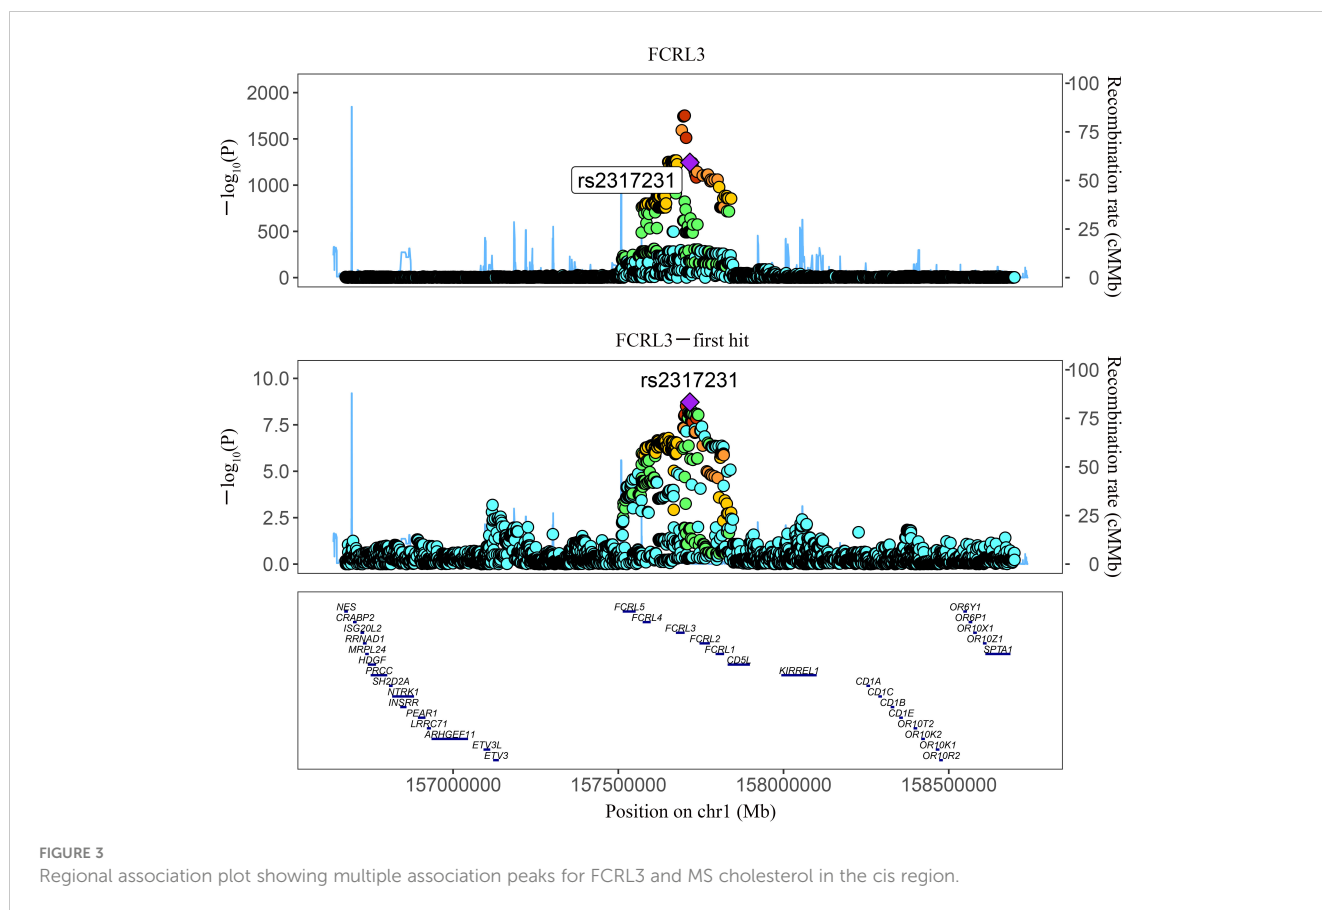 FCRL3
2000
1500
1000
500
0
−log10(P)
100
75
50
25
0
Recombination rate (cMMb)
rs2317231
FCRL3−first hit
10.0
7.5
5.0
2.5
0.0
−log10(P)
100
75
50
25
0
Recombination rate (cMMb)
rs2317231
NES
CRABP2
ISG20L2
RRNAD1
MRPL24
HDGF
PRCC
SH2D2A
NTRK1
INSRR
PEAR1
LRRC71
ARHGEF11
ETV3L
ETV3
FCRL5
FCRL4
FCRL3
FCRL2
FCRL1
CD5L
KIRREL1
CD1A
CD1C
CD1B
CD1E
OR10T2
OR10K2
OR10K1
OR10R2
OR6Y1
OR6P1
OR10X1
OR10Z1
SPTA1
157000000 157500000 158000000 158500000
Position on chr1 (Mb)
FIGURE 3
Regional association plot showing multiple association peaks for FCRL3 and MS cholesterol in the cis region.